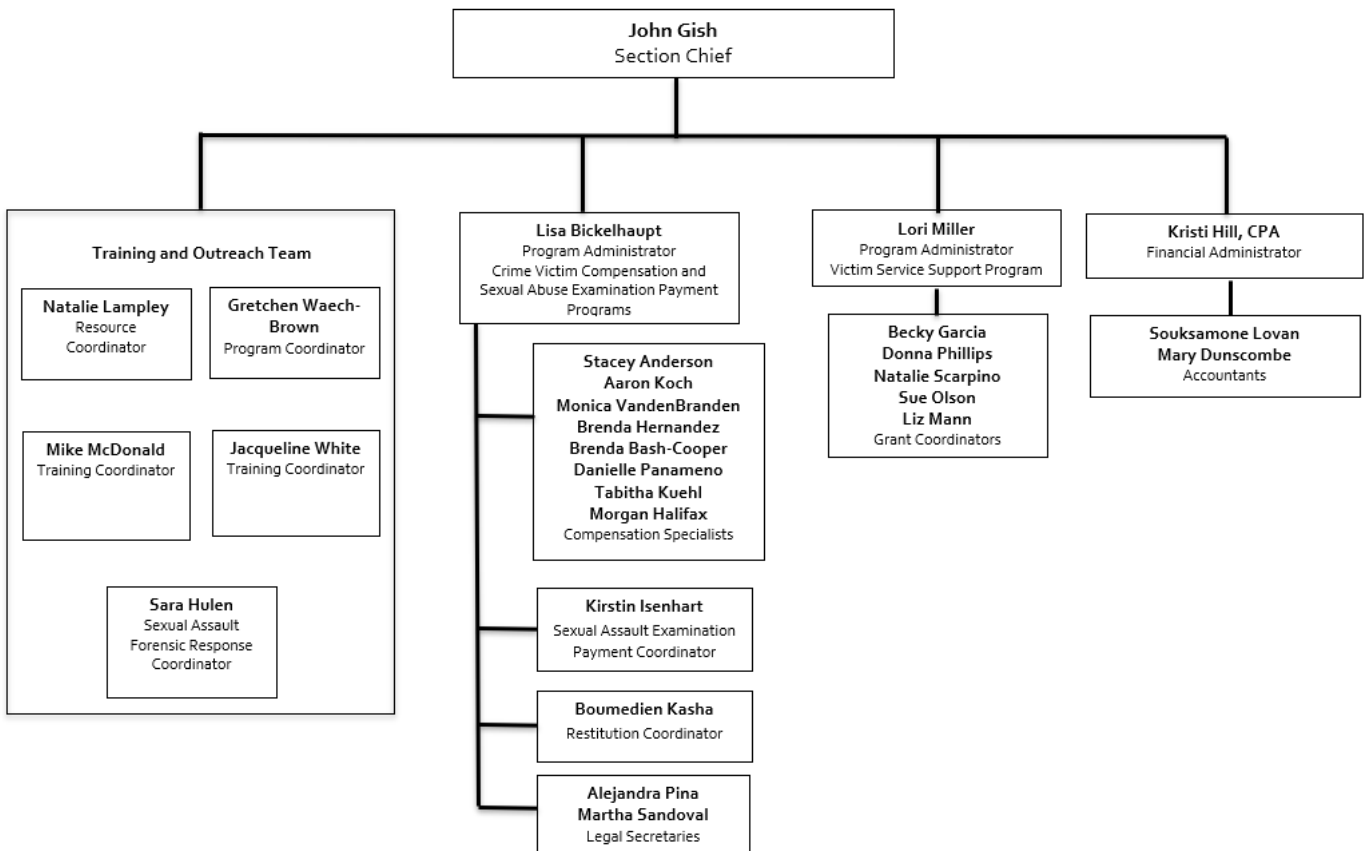 John Gish
Section Chief
Training and Outreach Team
Natalie Lampley
Resource
Coordinator
Gretchen Waech-
Brown
Program Coordinator
Mike McDonald
Training Coordinator
Jacqueline White
Training Coordinator
Sara Hulen
Sexual Assault
Forensic Response
Coordinator
Lisa Bickelhaupt
Program Administrator
Crime Victim Compensation and
Sexual Abuse Examination Payment
Programs
Stacey Anderson
Aaron Koch
Monica VandenBranden
Brenda Hernandez
Brenda Bash-Cooper
Danielle Panameno
Tabitha Kuehl
Morgan Halifax
Compensation Specialists
Kirstin Isenhart
Sexual Assault Examination
Payment Coordinator
Boumedien Kasha
Restitution Coordinator
Alejandra Pina
Martha Sandoval
Legal Secretaries
Lori Miller
Program Administrator
Victim Service Support Program
Becky Garcia
Donna Phillips
Natalie Scarpino
Sue Olson
Liz Mann
Grant Coordinators
Kristi Hill, CPA
Financial Administrator
Souksamone Lovan
Mary Dunscombe
Accountants